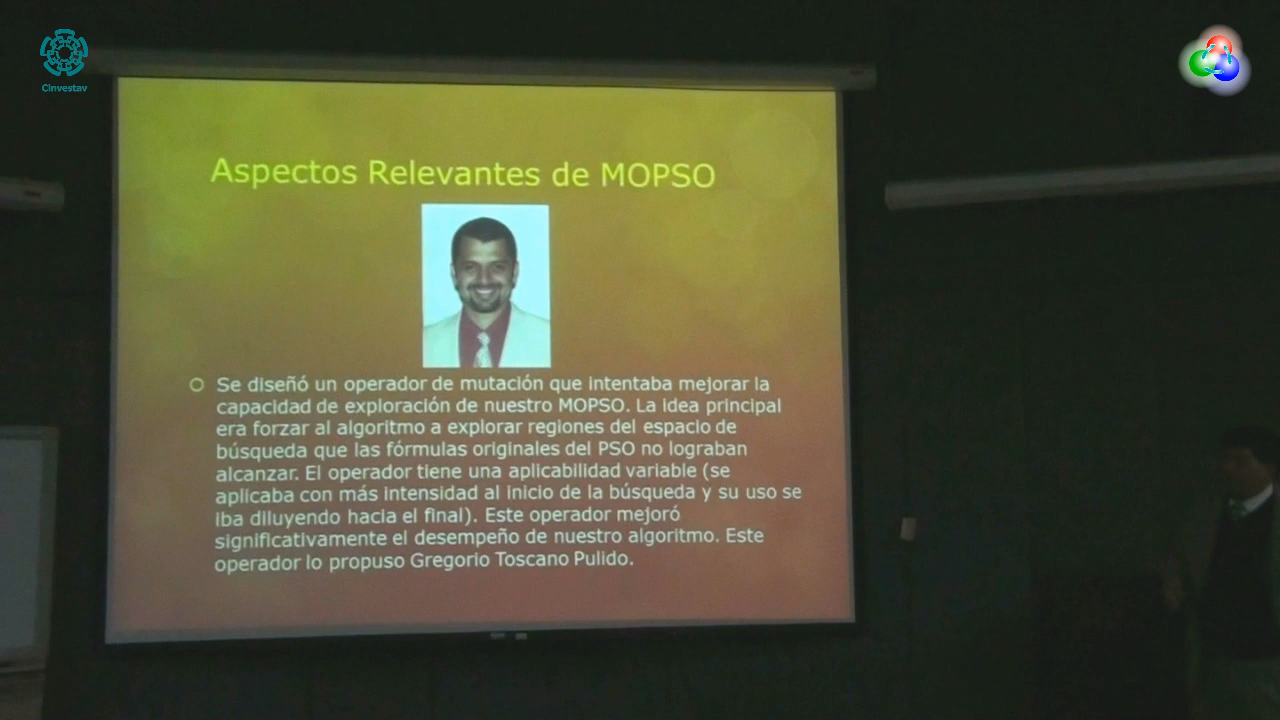 Cinvestav
Aspectos Relevantes de MOPSO
Se diseñó un operador de mutación que intentaba mejorar la
capacidad de exploración de nuestro MOPSO. La idea principal
era forzar al algoritmo a explorar regiones del espacio de
búsqueda que las fórmulas originales del PSO no lograban
alcanzar. El operador tiene una aplicabilidad variable (se
aplicaba con más intensidad al inicio de la búsqueda y su uso se
iba diluyendo hacia el final). Este operador mejoró
significativamente el desempeño de nuestro algoritmo. Este
operador lo propuso Gregorio Toscano Pulido.